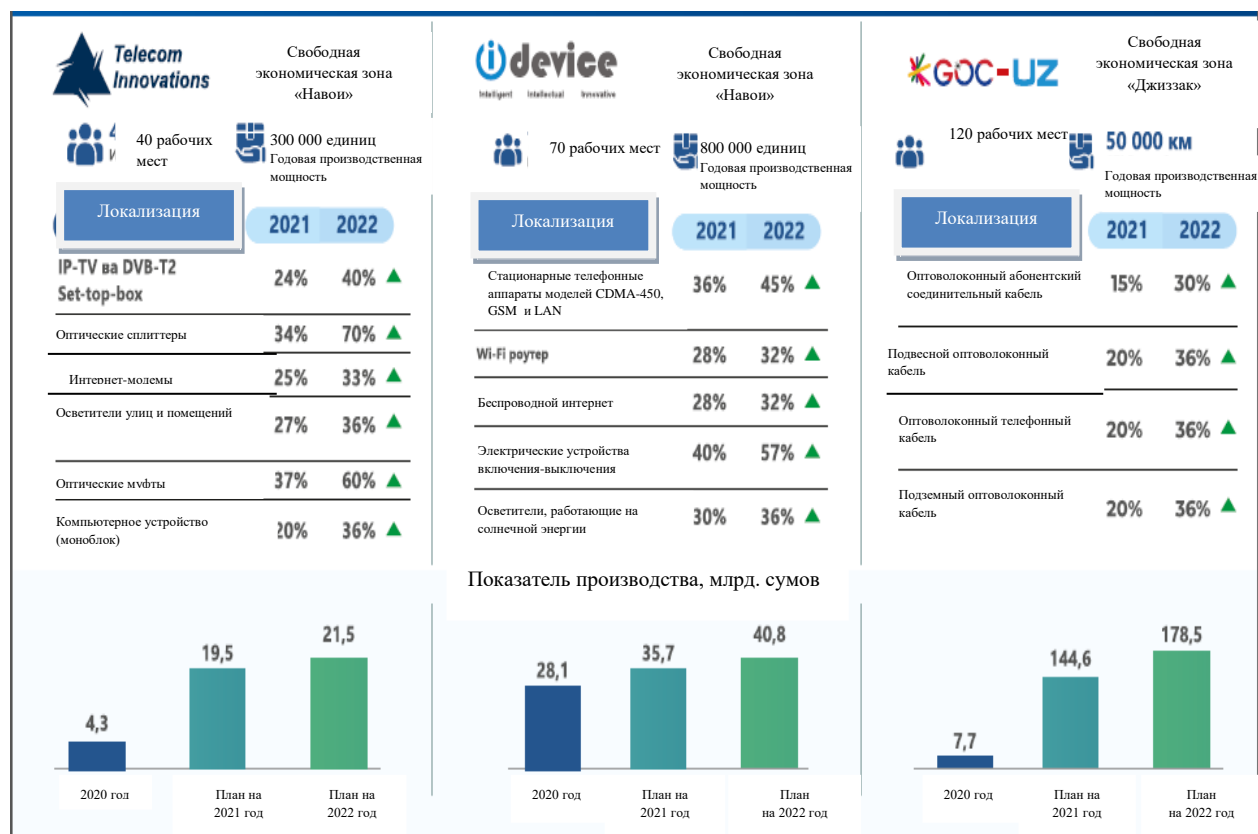 Telecom
Innovations
Свободная
экономическая зона
«Навои»
40 рабочих
мест
300 000 единиц
Годовая производственная
мощность
Локализация
2021 2022
IP-TV ва DVB-T2
Set-top-box
24% 40%
Оптические сплиттеры
34% 70%
Интернет-модемы
25% 33%
Осветители улиц и помещений
27% 36%
Оптические муфты
37% 60%
Компьютерное устройство
(моноблок)
20% 36%
idevice
Intelligent Intellectual Innovative
Свободная
экономическая зона
«Навои»
70 рабочих мест
800 000 единиц
Годовая производственная
мощность
Локализация
2021 2022
Стационарные телефонные
аппараты моделей CDMA-450,
GSM и LAN
36% 45%
Wi-Fi роутер
28% 32%
Беспроводной интернет
28% 32%
Электрические устройства
включения-выключения
40% 57%
Осветители, работающие на
солнечной энергии
30% 36%
GOC-UZ
Свободная
экономическая зона
«Джиззак»
120 рабочих мест
50 000 км
Годовая производственная
мощность
Локализация
2021 2022
Оптоволоконный абонентский
соединительный кабель
15% 30%
Подвесной оптоволоконный
кабель
20% 36%
Оптоволоконный телефонный
кабель
20% 36%
Подземный оптоволоконный
кабель
20% 36%
Показатель производства, млрд. сумов
4,3
19,5
21,5
2020 год
План на
2021 год
План на
2022 год
28,1
35,7
40,8
2020 год
План на
2021 год
План
на 2022 год
7,7
144,6
178,5
2020 год
План на
2021 год
План
на 2022 год